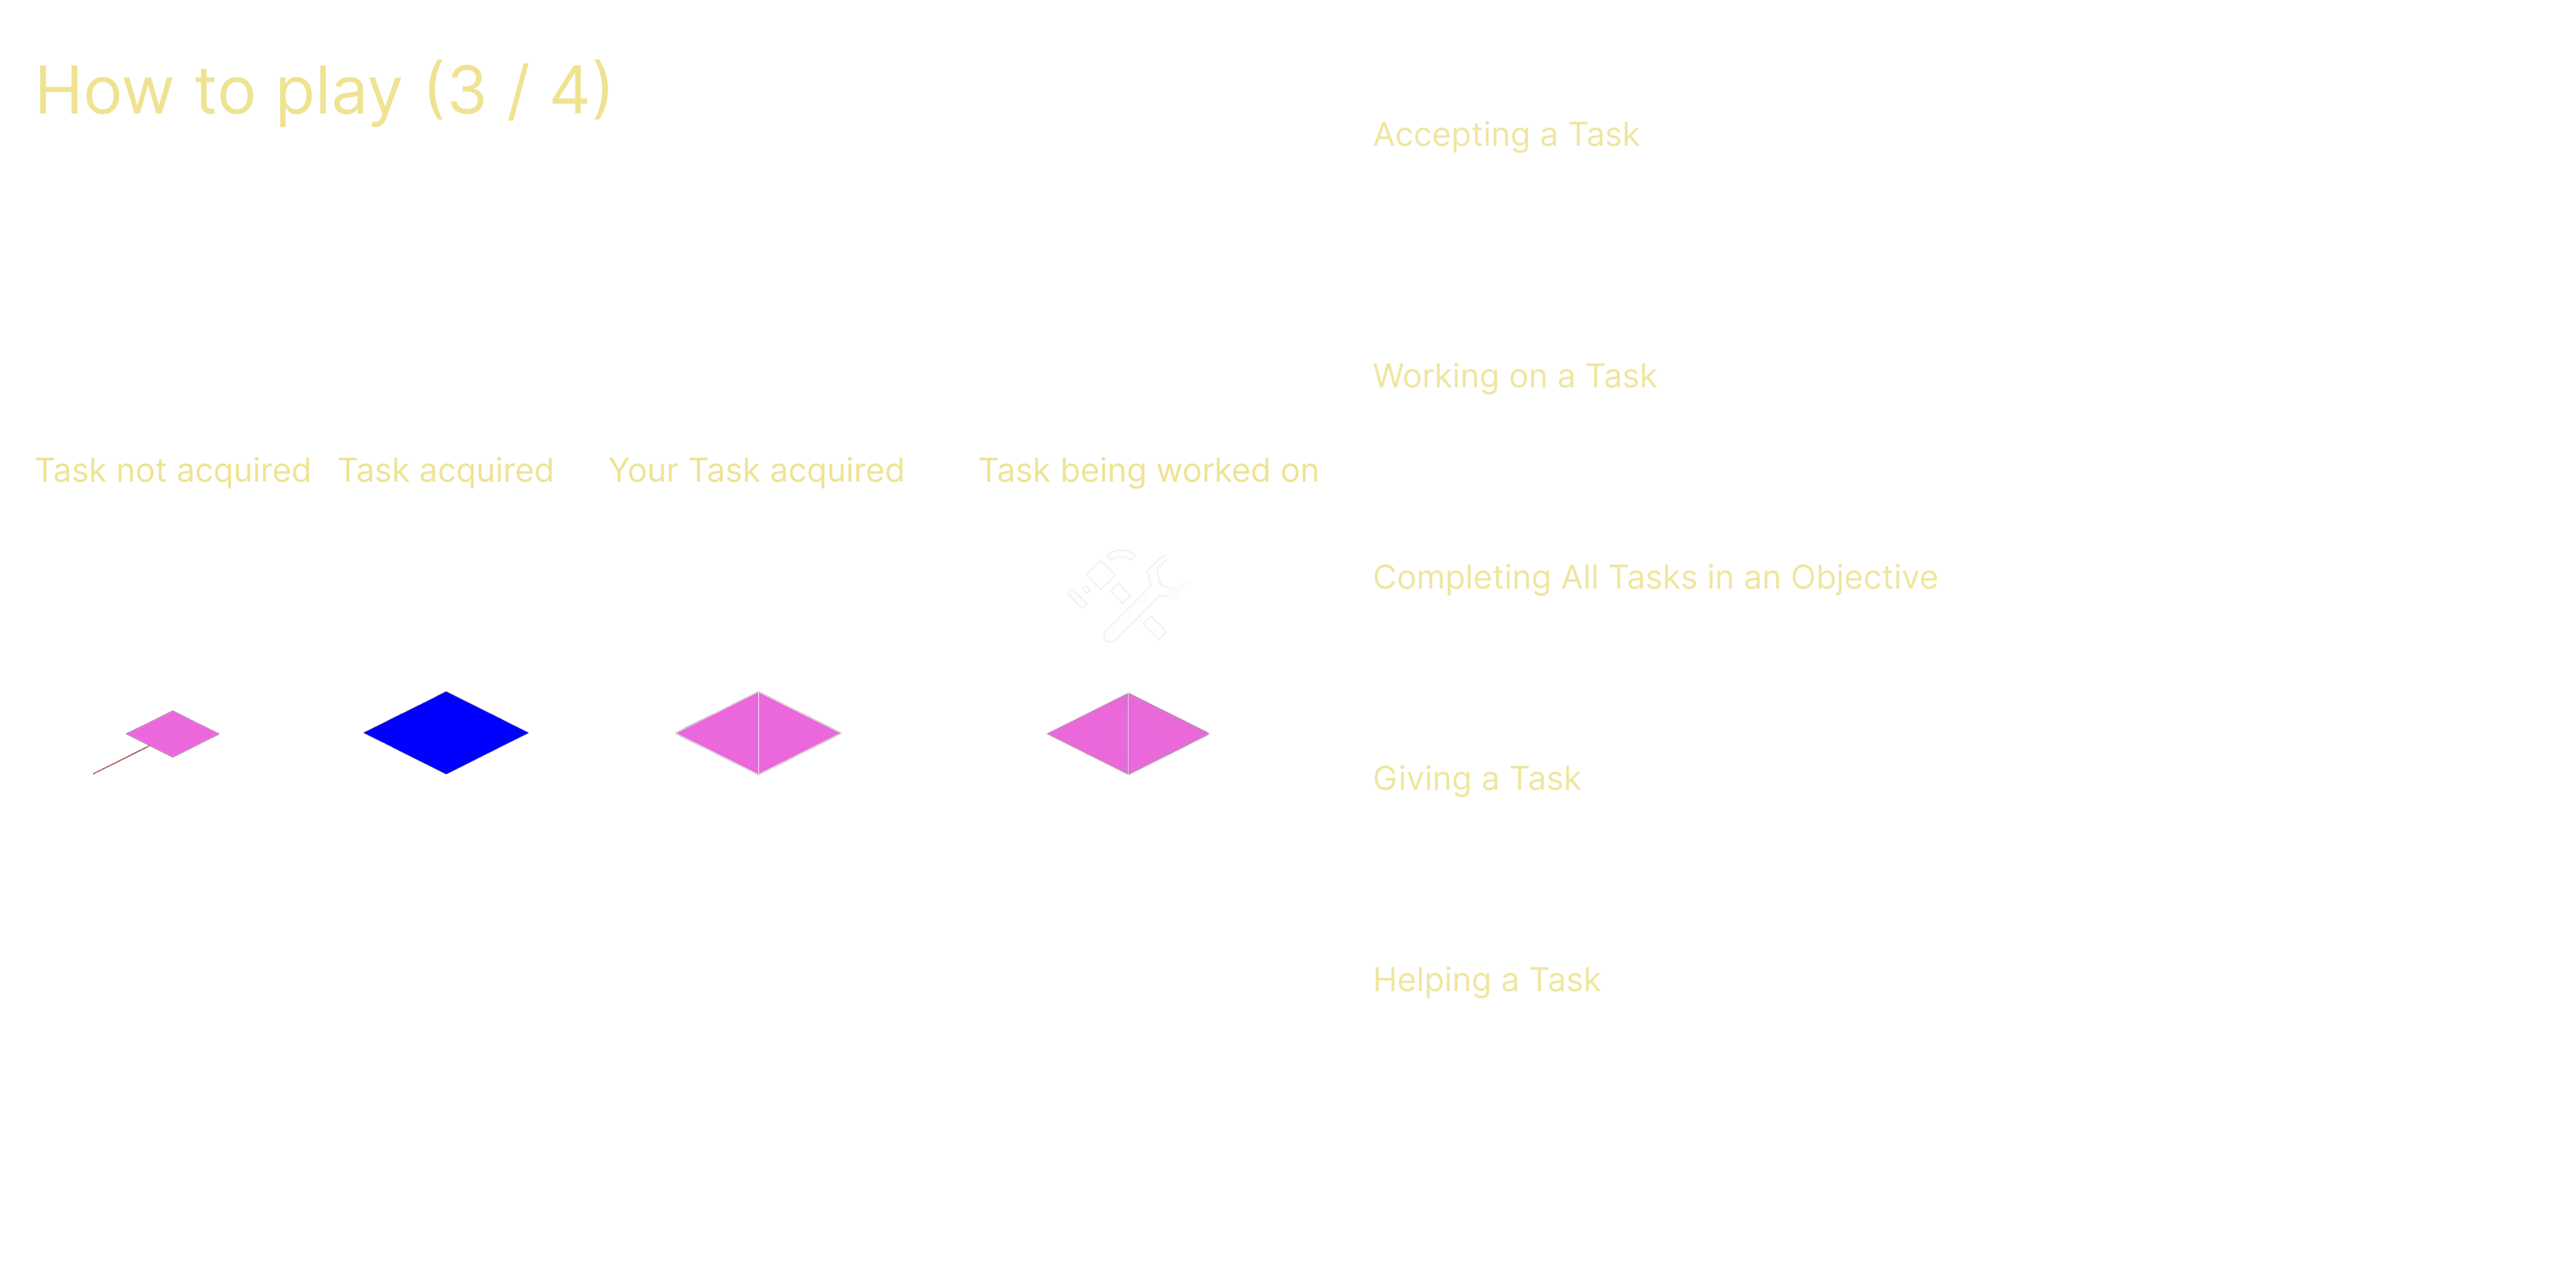 How to play (3 / 4)
Task not acquired
Task acquired
Your Task acquired
Task being worked on
Accepting a Task
Working on a Task
Completing All Tasks in an Objective
Giving a Task
Helping a Task